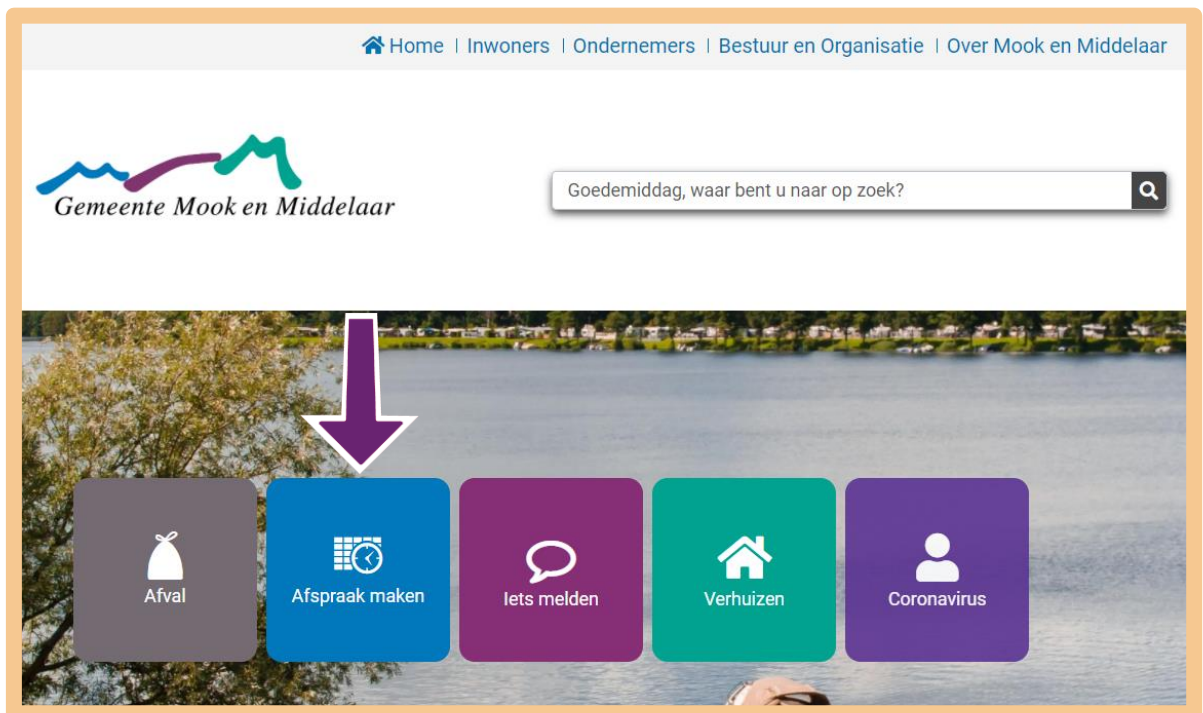 Home | Inwoners | Ondernemers | Bestuur en Organisatie | Over Mook en Middelaar
Gemeente Mook en Middelaar
Goedemiddag, waar bent u naar op zoek?
Afval
Afspraak maken
Iets melden
Verhuizen
Coronavirus